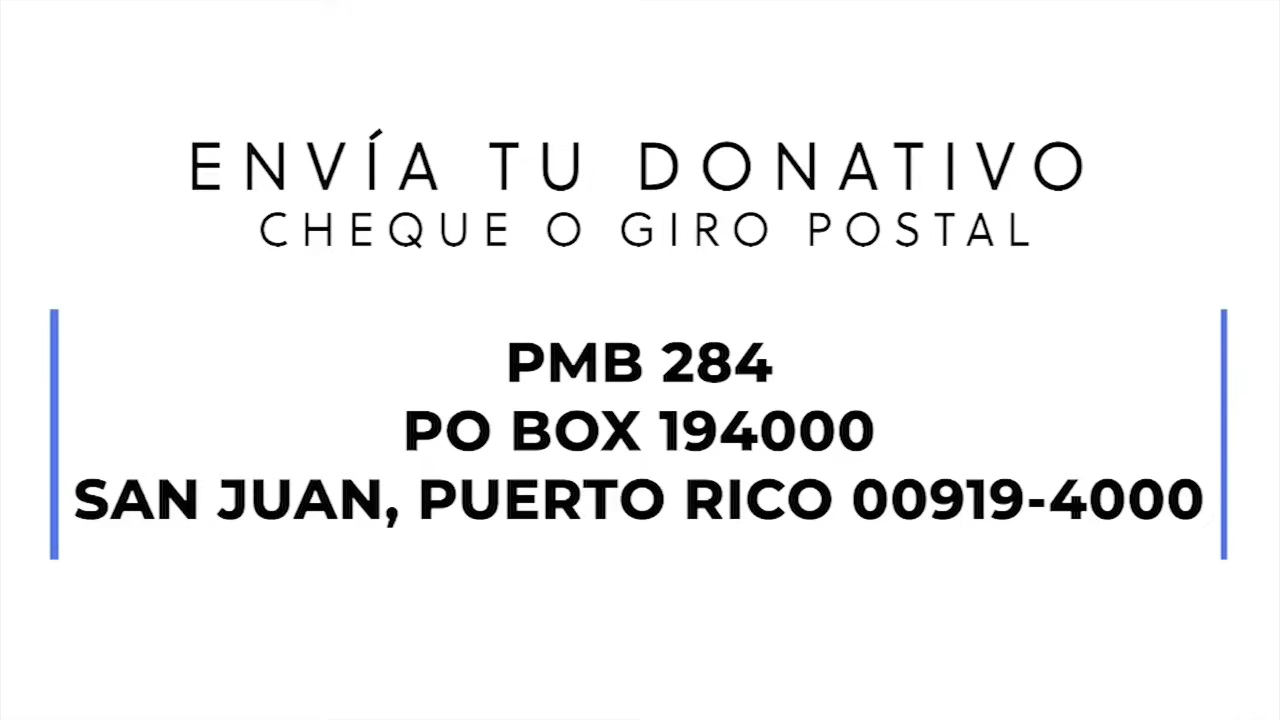 ENVÍA TU DONATIVO
CHEQUE O GIRO POSTAL
PMB 284
PO BOX 194000
SAN JUAN, PUERTO RICO 00919-4000